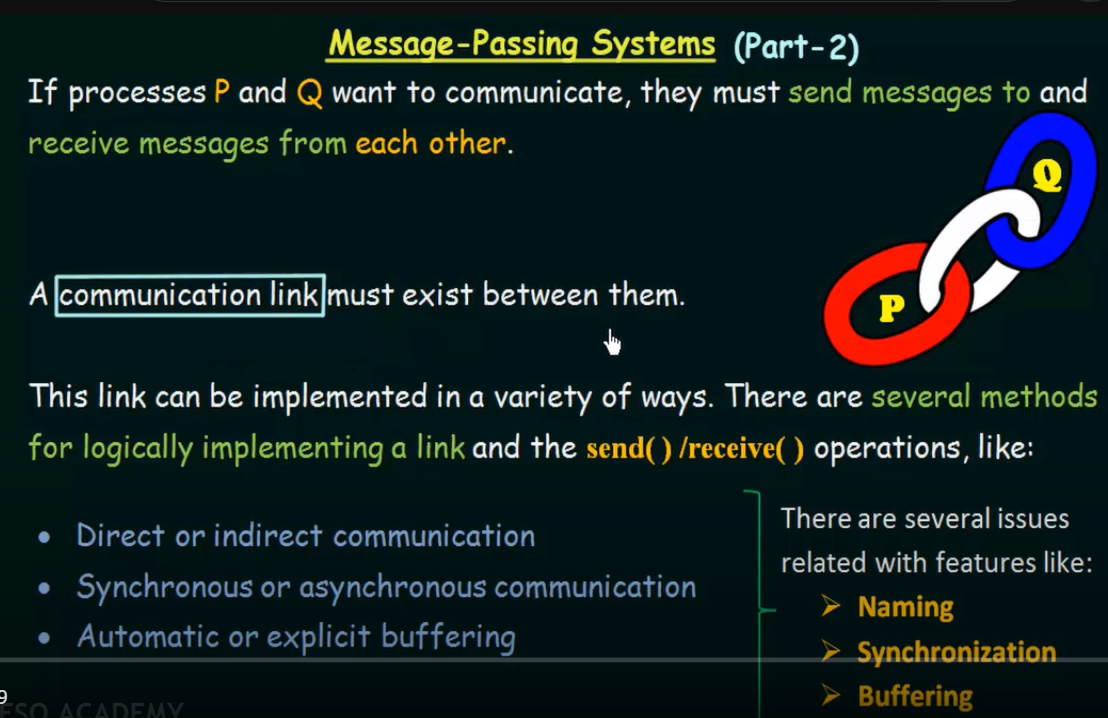 Message-Passing Systems (Part-2)
If processes P and Q want to communicate, they must send messages to and
receive messages from each other.
Q
P
A communication link must exist between them.
This link can be implemented in a variety of ways. There are several methods
for logically implementing a link and the send( ) /receive( ) operations, like:
• Direct or indirect communication
• Synchronous or asynchronous communication
• Automatic or explicit buffering
There are several issues
related with features like:
➢ Naming
➢ Synchronization
➢ Buffering
9
ESO ACADEMY